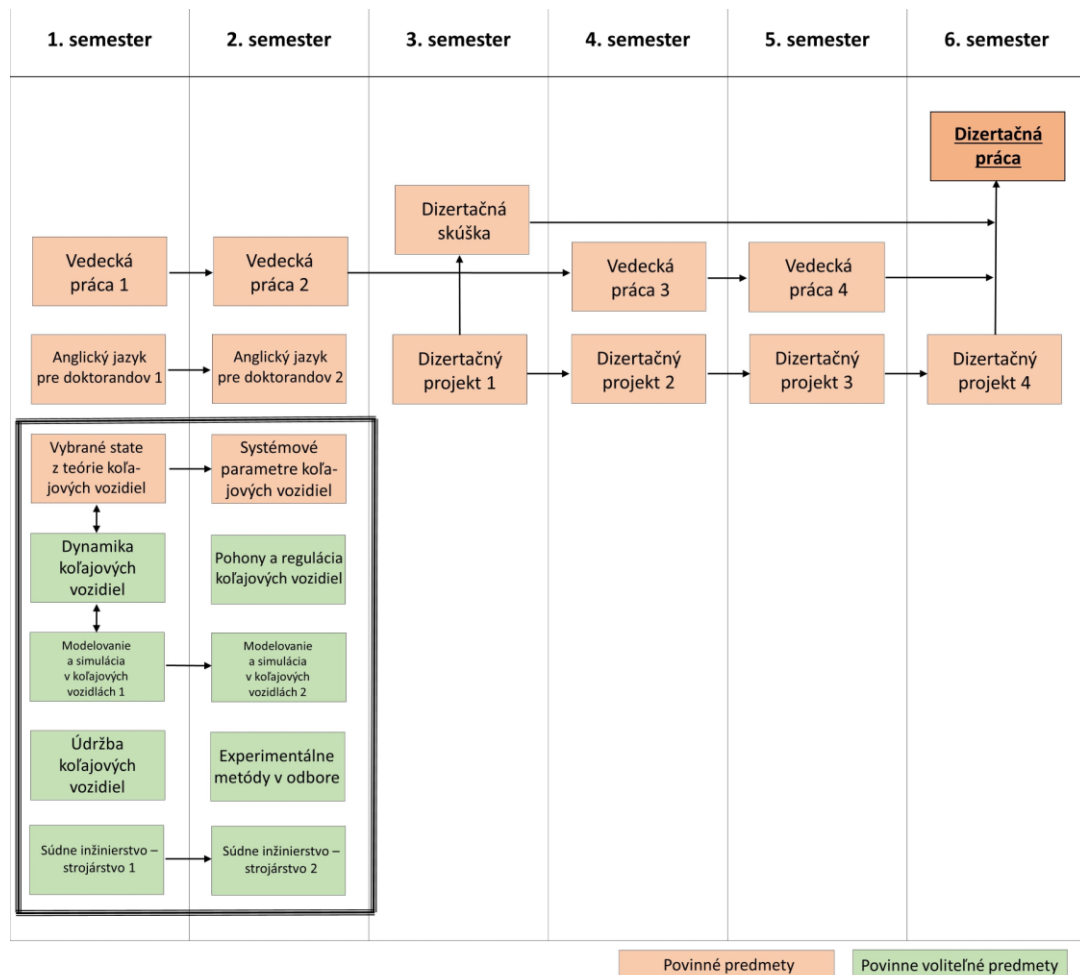 1. semester
2. semester
3. semester
4. semester
5. semester
6. semester
Dizertačná
práca
Dizertačná
skúška
Vedecká
práca 1
Vedecká
práca 2
Vedecká
práca 3
Vedecká
práca 4
Anglický jazyk
pre doktorandov 1
Anglický jazyk
pre doktorandov 2
Dizertačný
projekt 1
Dizertačný
projekt 2
Dizertačný
projekt 3
Dizertačný
projekt 4
Vybrané state
z teórie koľa-
jových vozidiel
Systémové
parametre koľa-
jových vozidiel
Dynamika
koľajových
vozidiel
Pohony a regulácia
koľajových vozidiel
Modelovanie
a simulácia
v koľajových
vozidlách 1
Modelovanie
a simulácia
v koľajových
vozidlách 2
Údržba
koľajových
vozidiel
Experimentálne
metódy v odbore
Súdne inžinierstvo –
strojárstvo 1
Súdne inžinierstvo –
strojárstvo 2
Povinné predmety
Povinne voliteľné predmety